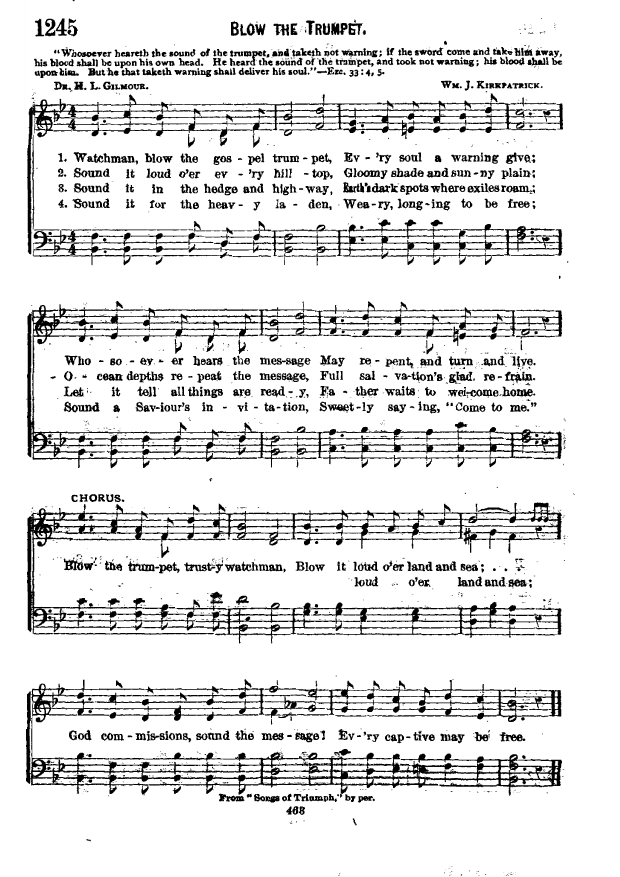 1245
BLOW THE TRUMPET.
"Whosoever heareth the sound of the trumpet, and taketh not warning; if the sword come and take him away,
his blood shall be upon his own head. He heard the sound of the trumpet, and took not warning; his blood shall be
upon him. But he that taketh warning shall deliver his soul."—Eze. 33:4, 5.
DR. H. L. GILMOUR. WM. J. KIRKPATRICK.
1. Watchman, blow the gos - pel trum - pet, Ev - 'ry soul a warning give;
2. Sound it loud o'er ev - 'ry hill - top, Gloomy shade and sun - ny plain;
3. Sound it in the hedge and high - way, Earth's dark spots where exiles roam;
4. Sound it for the heav - y la - den, Wea - ry, long - ing to be free;
Who - so - ev - er hears the mes - sage May re - pent, and turn and live.
O - cean depths re - peat the message, Full sal - va - tion's glad re - frain.
Let it tell all things are read - y, Fa - ther waits to wel - come home.
Sound a Sav - iour's in - vi - ta - tion, Sweet - ly say - ing, "Come to me."
CHORUS.
Blow the trum - pet, trust - y watchman, Blow it loud o'er land and sea; . . .
loud o'er land and sea;
God com - mis - sions, sound the mes - sage! Ev - 'ry cap - tive may be free.
From "Songs of Triumph," by per.
463